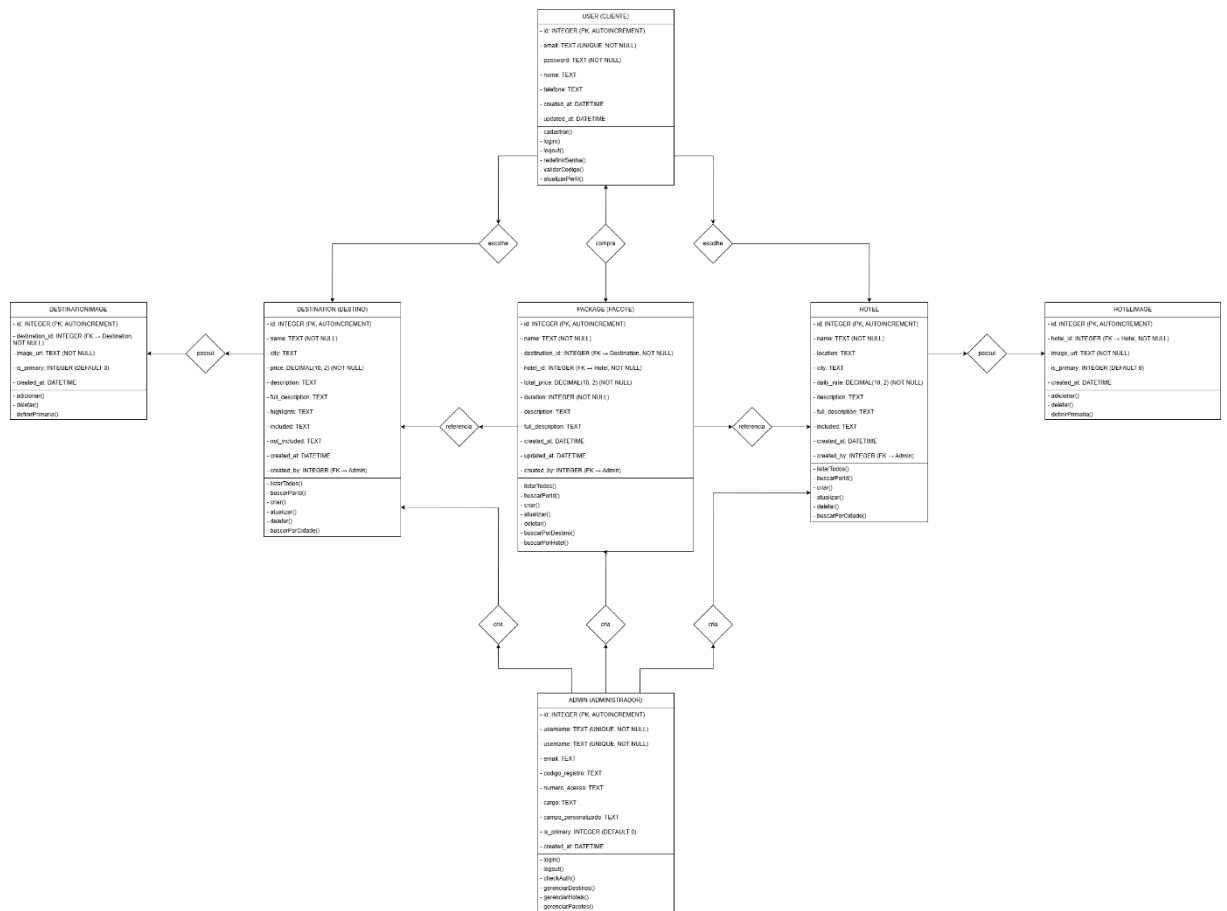 USER (CLIENTE)
- id: INTEGER (PK, AUTOINCREMENT)
- email: TEXT (UNIQUE, NOT NULL)
- password: TEXT (NOT NULL)
- nome: TEXT
- telefone: TEXT
- created_at: DATETIME
- updated_at: DATETIME
- cadastrar()
- login()
- logout()
- redefinirSenha()
- validarCodigo()
- atualizarPerfil()
escolhe
compra
escolhe
DESTINATIONIMAGE
- id: INTEGER (PK, AUTOINCREMENT)
- destination_id: INTEGER (FK → Destination,
NOT NULL)
- image_url: TEXT (NOT NULL)
- is_primary: INTEGER (DEFAULT 0)
- created_at: DATETIME
- adicionar()
- deletar()
- definirPrimaria()
possui
DESTINATION (DESTINO)
- id: INTEGER (PK, AUTOINCREMENT)
- name: TEXT (NOT NULL)
- city: TEXT
- price: DECIMAL(10, 2) (NOT NULL)
- description: TEXT
- full_description: TEXT
- highlights: TEXT
- included: TEXT
- not_included: TEXT
- created_at: DATETIME
- created_by: INTEGER (FK → Admin)
- listarTodos()
- buscarPorId()
- criar()
- atualizar()
- deletar()
- buscarPorCidade()
referencia
PACKAGE (PACOTE)
- id: INTEGER (PK, AUTOINCREMENT)
- name: TEXT (NOT NULL)
- destination_id: INTEGER (FK → Destination, NOT NULL)
- hotel_id: INTEGER (FK → Hotel, NOT NULL)
- total_price: DECIMAL(10, 2) (NOT NULL)
- duration: INTEGER (NOT NULL)
- description: TEXT
- full_description: TEXT
- created_at: DATETIME
- updated_at: DATETIME
- created_by: INTEGER (FK → Admin)
- listarTodos()
- buscarPorId()
- criar()
- atualizar()
- deletar()
- buscarPorDestino()
- buscarPorHotel()
referencia
HOTEL
- id: INTEGER (PK, AUTOINCREMENT)
- name: TEXT (NOT NULL)
- location: TEXT
- city: TEXT
- daily_rate: DECIMAL(10, 2) (NOT NULL)
- description: TEXT
- full_description: TEXT
- included: TEXT
- created_at: DATETIME
- created_by: INTEGER (FK → Admin)
- listarTodos()
- buscarPorId()
- criar()
- atualizar()
- deletar()
- buscarPorCidade()
possui
HOTELIMAGE
- id: INTEGER (PK, AUTOINCREMENT)
- hotel_id: INTEGER (FK → Hotel, NOT NULL)
- image_url: TEXT (NOT NULL)
- is_primary: INTEGER (DEFAULT 0)
- created_at: DATETIME
- adicionar()
- deletar()
- definirPrimaria()
cria
cria
cria
ADMIN (ADMINISTRADOR)
- id: INTEGER (PK, AUTOINCREMENT)
- username: TEXT (UNIQUE, NOT NULL)
- username: TEXT (UNIQUE, NOT NULL)
- email: TEXT
- codigo_registro: TEXT
- numero_acesso: TEXT
- cargo: TEXT
- campo_personalizado: TEXT
- is_primary: INTEGER (DEFAULT 0)
- created_at: DATETIME
- login()
- logout()
- checkAuth()
- gerenciarDestinos()
- gerenciarHotels()
- gerenciarPacotes()